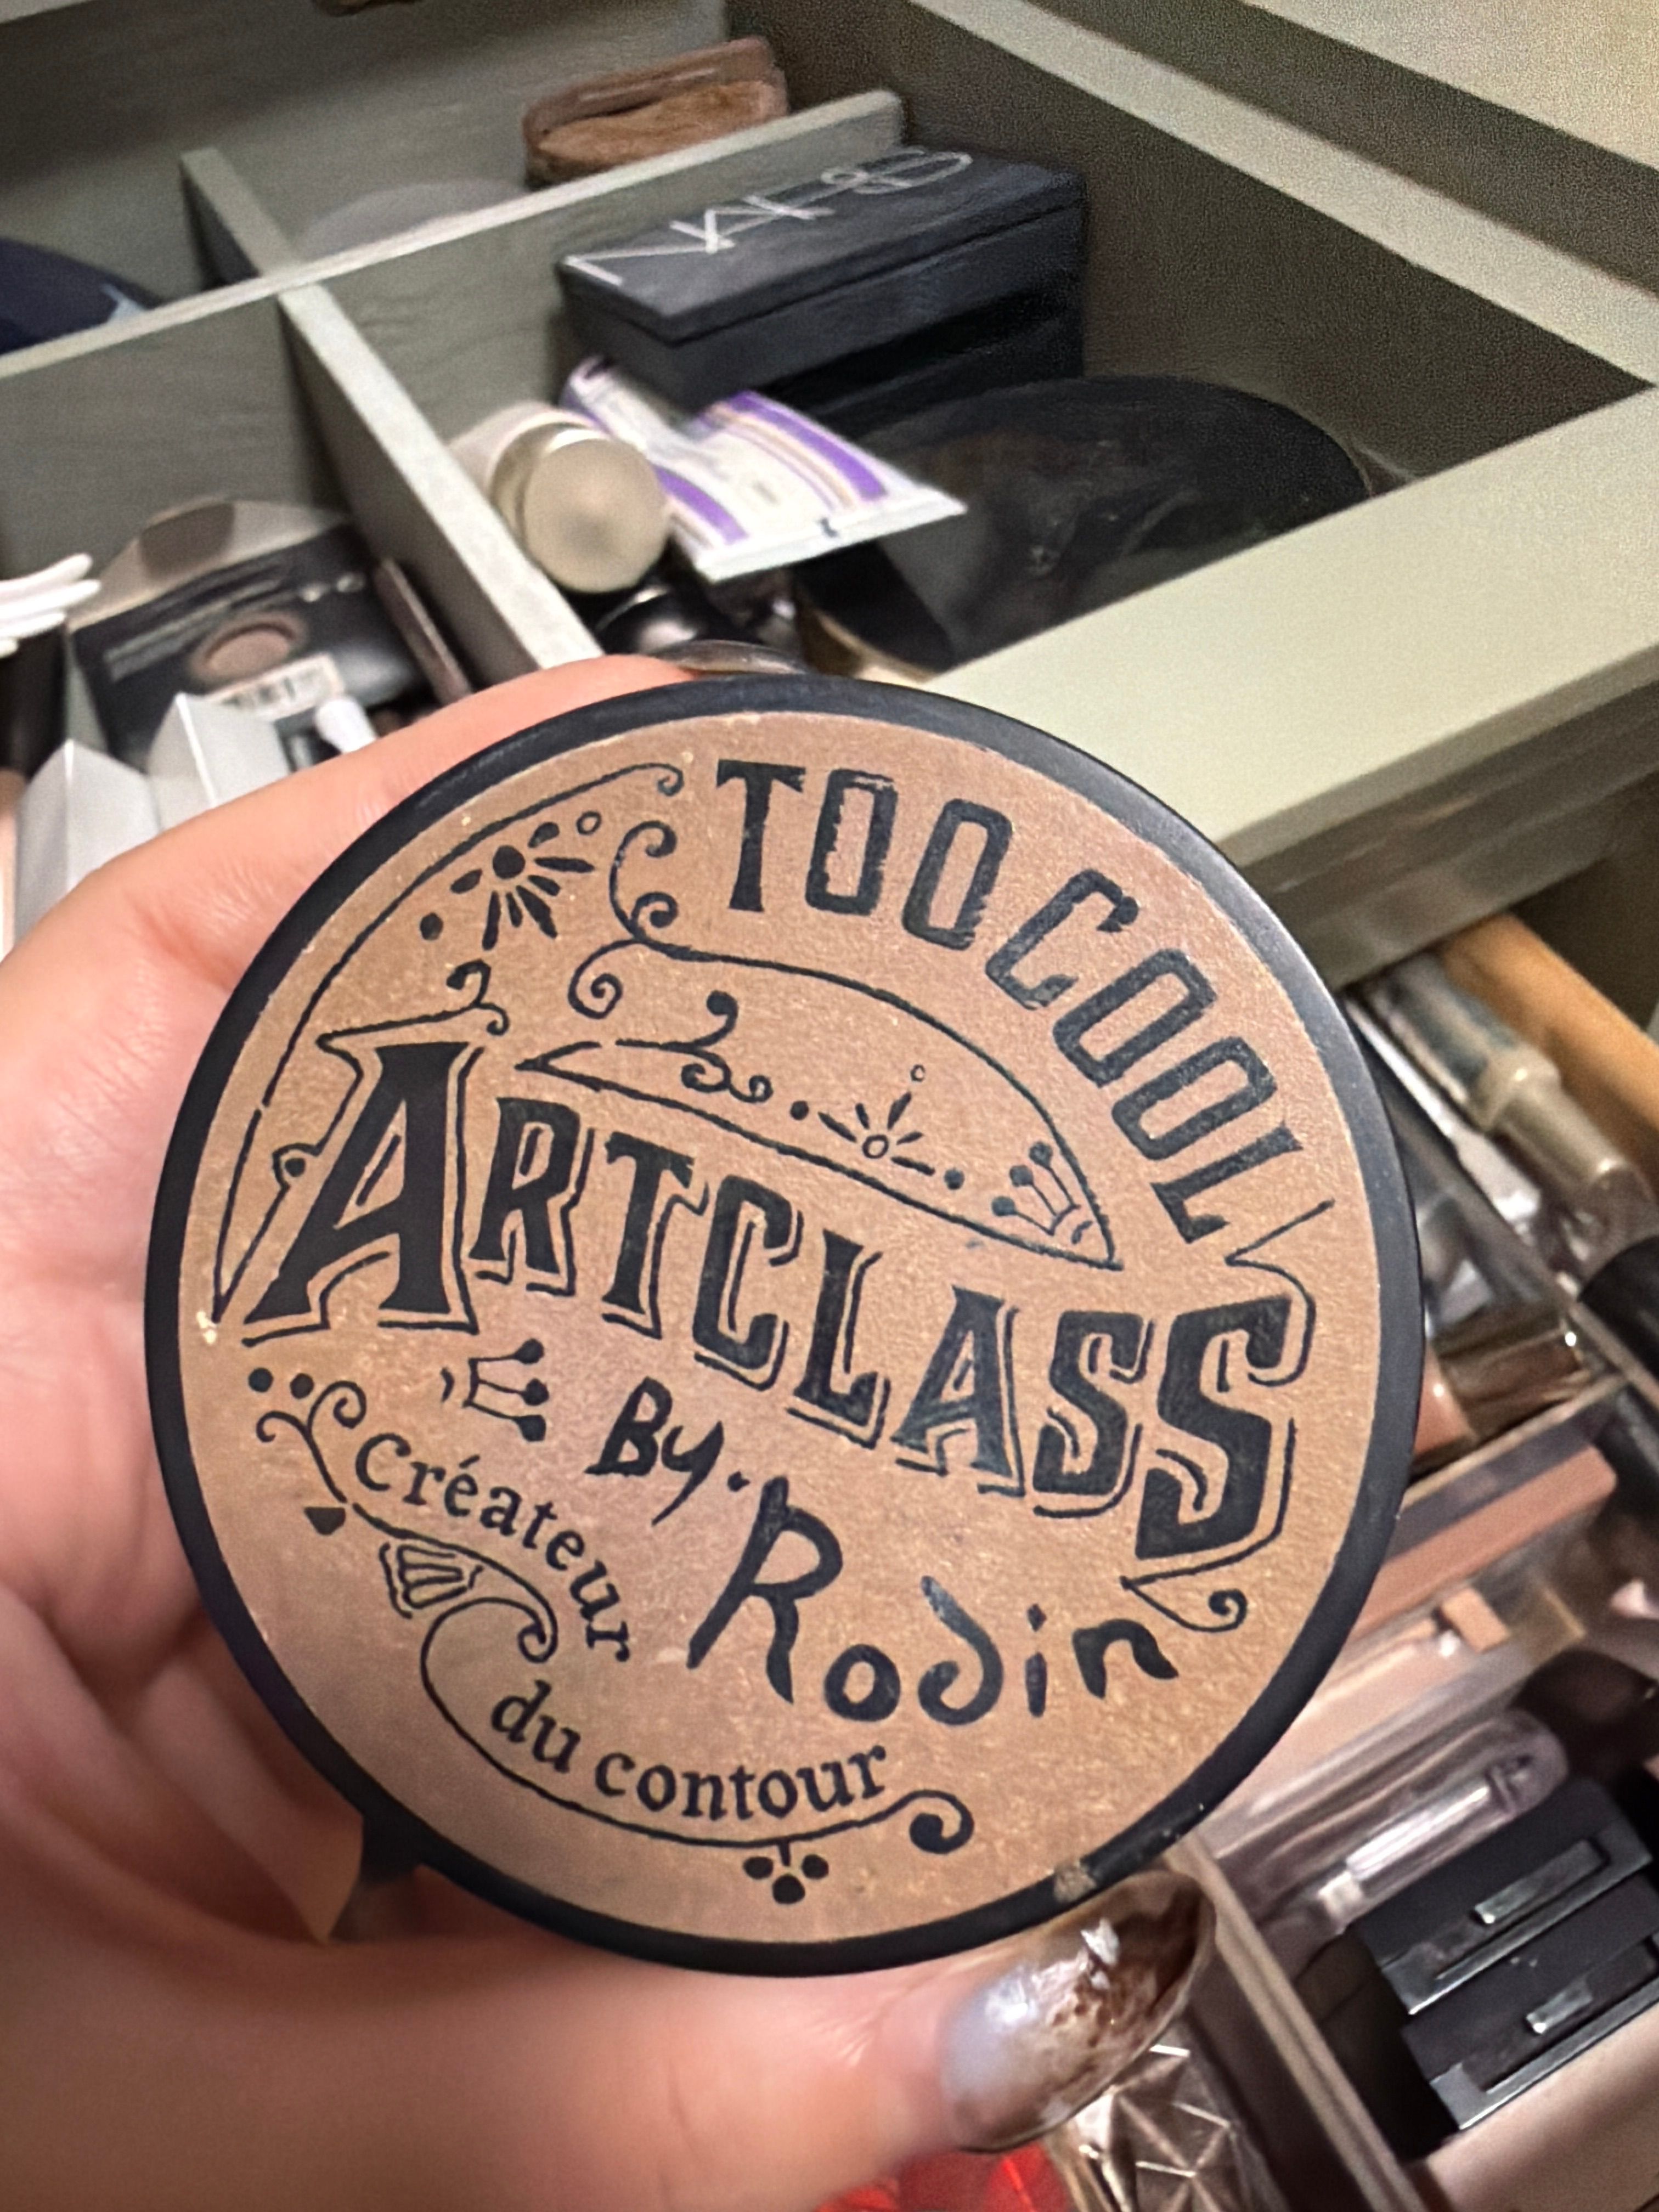 NARS
TOO COOL
ARTCLASS
BY. Rodin
Créateur
du contour